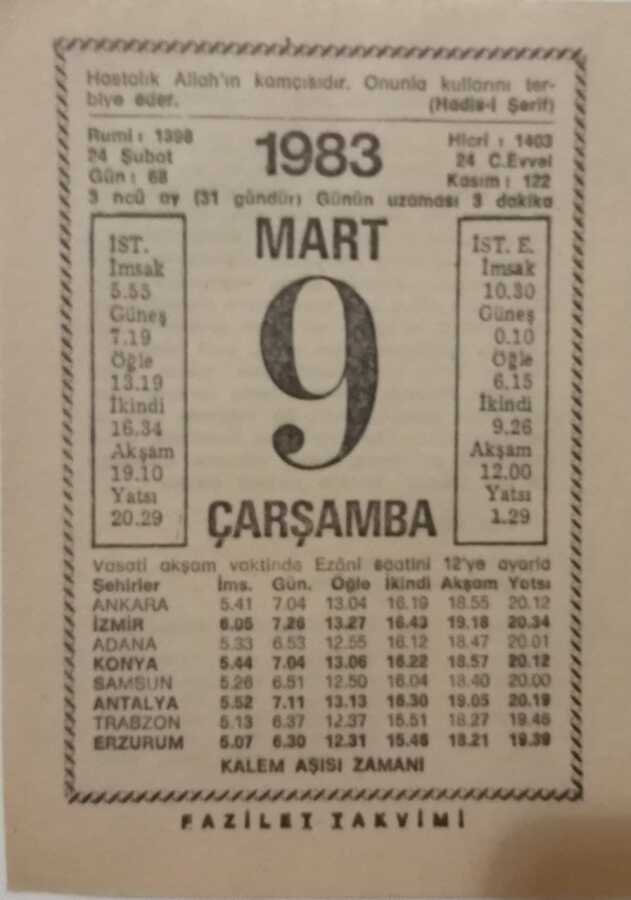 Hastalık Allah'ın kamçısıdır. Onunla kullarını ter-
biye eder. (Hadis-i Şerif)
Rumi : 1398
24 Şubat
Gün : 68
1983
Hicri : 1403
24 C.Evvel
Kasım : 122
3 ncü ay (31 gündür) Günün uzaması 3 dakika
MART
9
ÇARŞAMBA
İST.
İmsak
5.55
Güneş
7.19
Öğle
13.19
İkindi
16.34
Akşam
19.10
Yatsı
20.29
İST. E.
İmsak
10.30
Güneş
0.10
Öğle
6.15
İkindi
9.26
Akşam
12.00
Yatsı
1.29
Vasati akşam vaktinde Ezâni saatini 12'ye ayarla
Şehirler İms. Gün. Öğle İkindi Akşam Yatsı
ANKARA 5.41 7.04 13.04 16.19 18.55 20.12
İZMİR 6.05 7.26 13.27 16.43 19.18 20.34
ADANA 5.33 6.53 12.55 16.12 18.47 20.01
KONYA 5.44 7.04 13.06 16.22 18.57 20.12
SAMSUN 5.26 6.51 12.50 16.04 18.40 20.00
ANTALYA 5.52 7.11 13.13 16.30 19.05 20.19
TRABZON 5.13 6.37 12.37 15.51 18.27 19.46
ERZURUM 5.07 6.30 12.31 15.46 18.21 19.39
KALEM AŞISI ZAMANI
FAZİLET TAKVİMİ